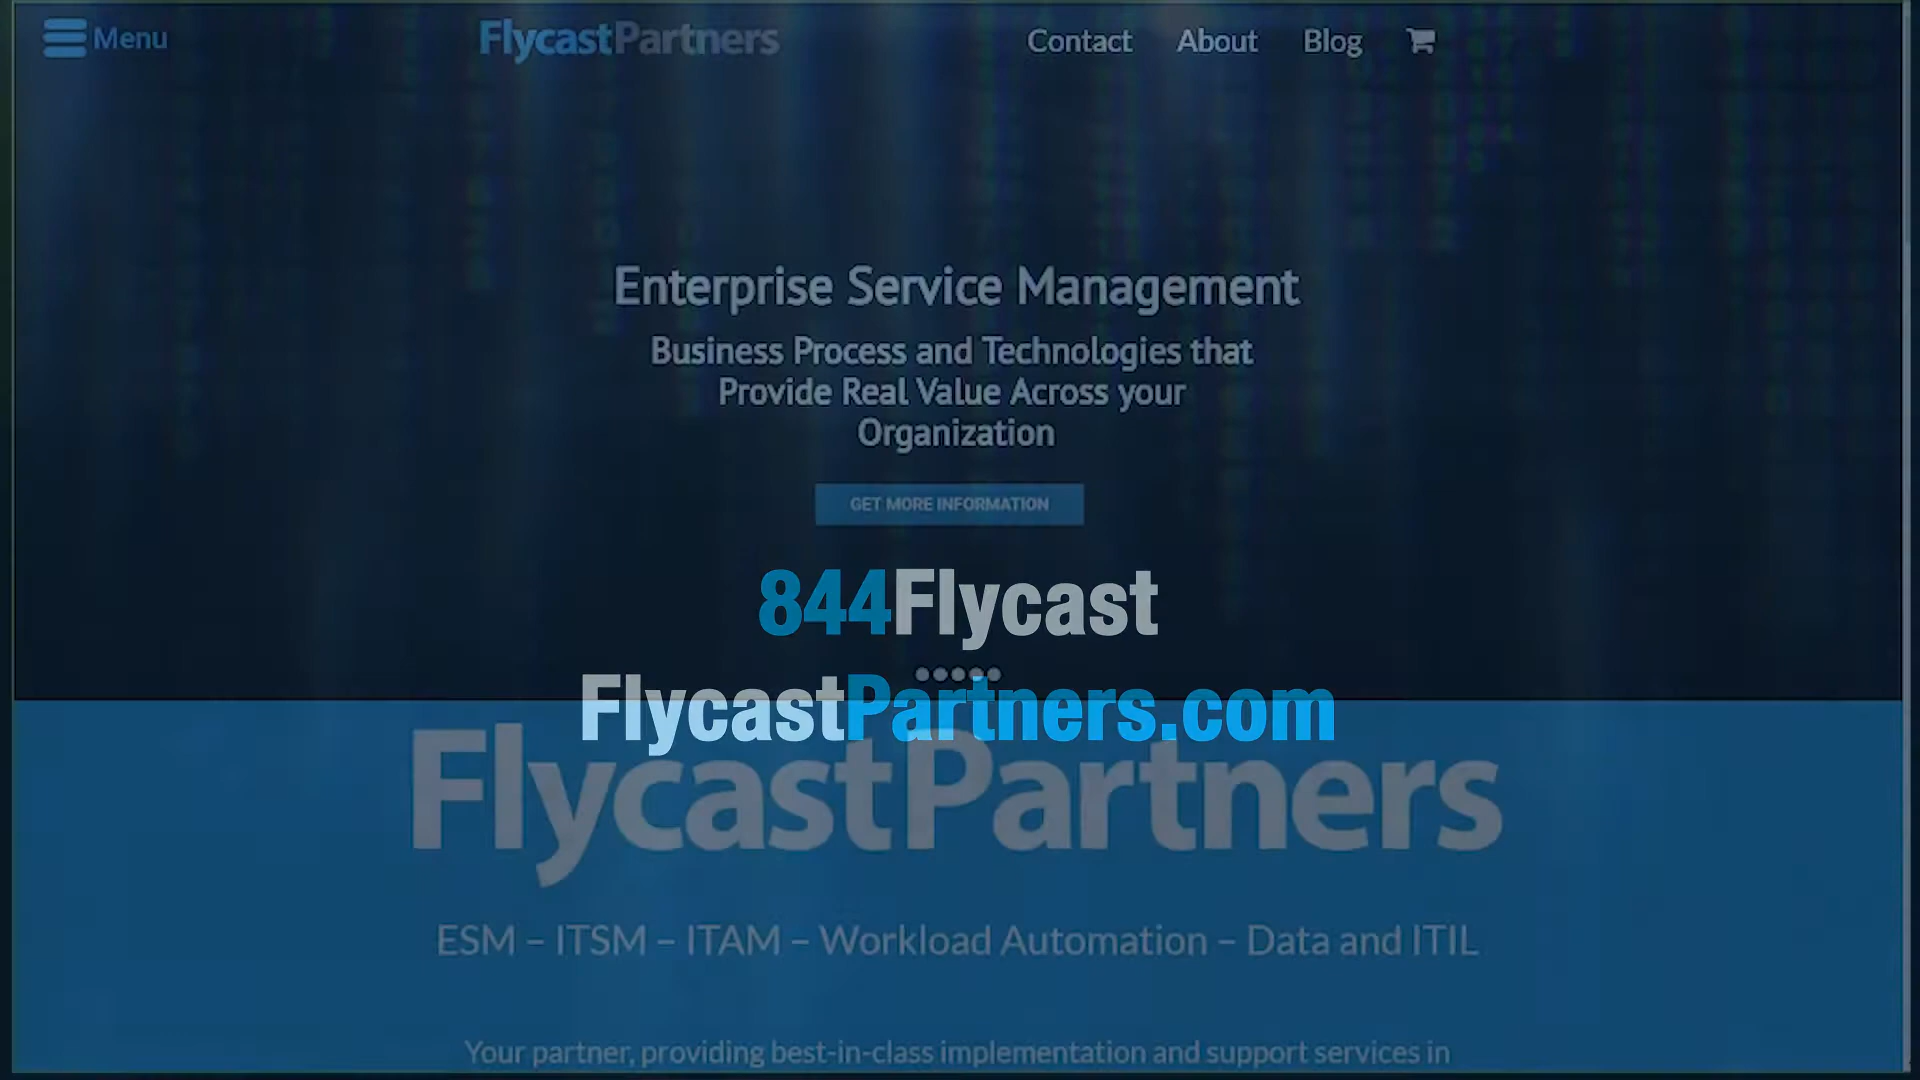 Menu
FlycastPartners
Contact
About
Blog
Enterprise Service Management
Business Process and Technologies that
Provide Real Value Across your
Organization
GET MORE INFORMATION
844Flycast
FlycastPartners.com
FlycastPartners
ESM – ITSM – ITAM – Workload Automation – Data and ITIL
Your partner, providing best-in-class implementation and support services in